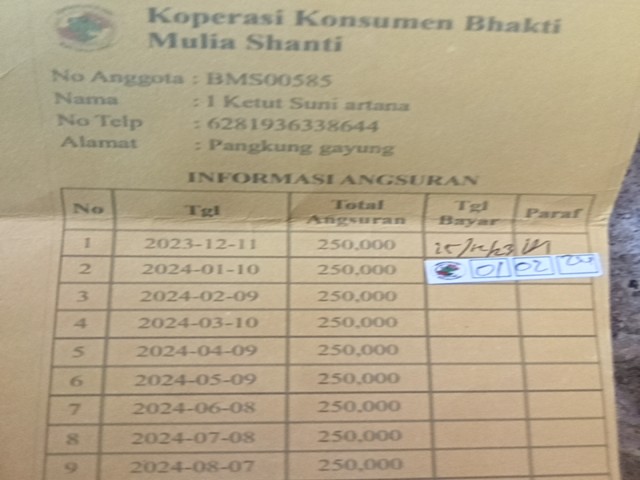 Koperasi Konsumen Bhakti
Mulia Shanti
No Anggota : BMS00585
Nama : I Ketut Suni artana
No Telp : 6281936338644
Alamat : Pangkung gayung
INFORMASI ANGSURAN
No Tgl Total Angsuran Tgl Bayar Paraf
1 2023-12-11 250,000 25/12/23
2 2024-01-10 250,000 01 02 24
3 2024-02-09 250,000
4 2024-03-10 250,000
5 2024-04-09 250,000
6 2024-05-09 250,000
7 2024-06-08 250,000
8 2024-07-08 250,000
9 2024-08-07 250,000